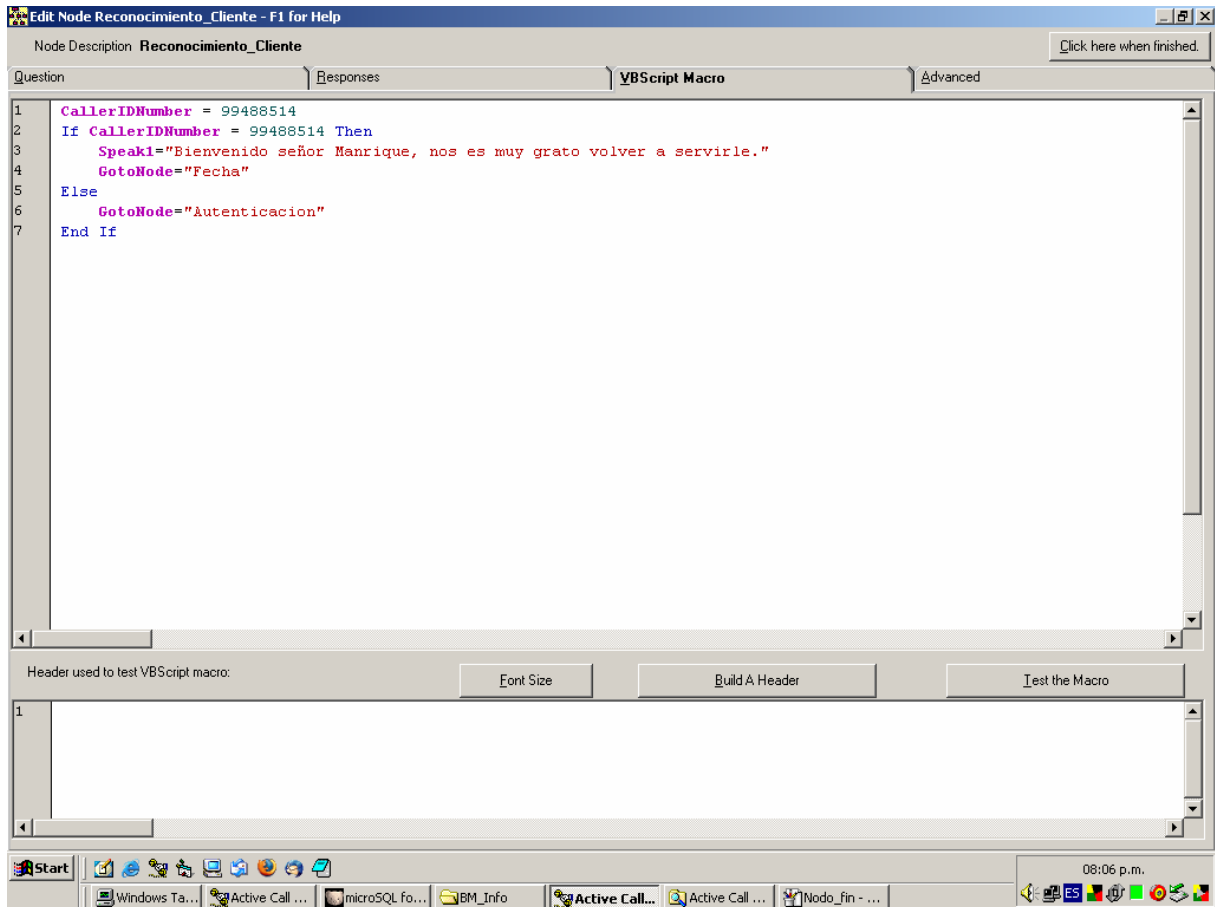 Edit Node Reconocimiento_Cliente - F1 for Help
Node Description Reconocimiento_Cliente
Click here when finished.
Question
Responses
VBScript Macro
Advanced
1 CallerIDNumber = 99488514
2 If CallerIDNumber = 99488514 Then
3 Speak1="Bienvenido señor Manrique, nos es muy grato volver a servirle."
4 GotoNode="Fecha"
5 Else
6 GotoNode="Autenticacion"
7 End If
Header used to test VBScript macro:
Font Size
Build A Header
Test the Macro
1
Start
08:06 p.m.
Windows Ta...
Active Call ...
microSQL fo...
BM_Info
Active Call...
Active Call ...
Nodo_fin - ...
ES